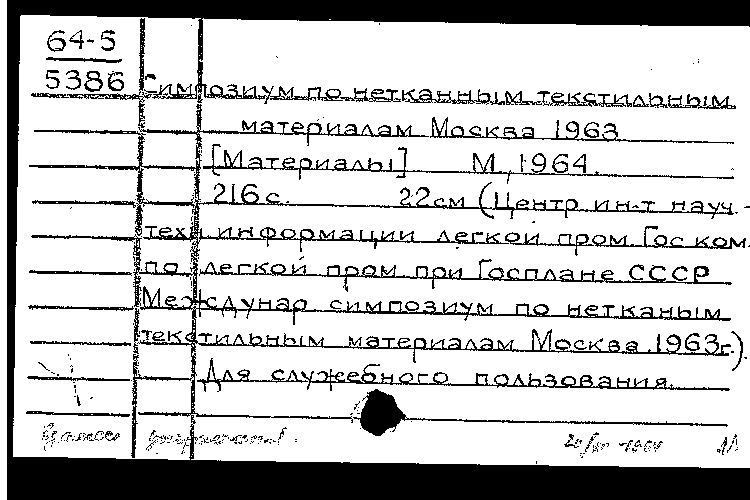 64-5
5386 Симпозиум по нетканным текстильным
материалам Москва 1963
[Материалы] М., 1964.
216 с. 22 см (Центр ин-т науч.-
техн информации легкой пром Гос ком.
по легкой пром при Госплане СССР
Междунар симпозиум по нетканым
текстильным материалам Москва. 1963г.).
Для служебного пользования.